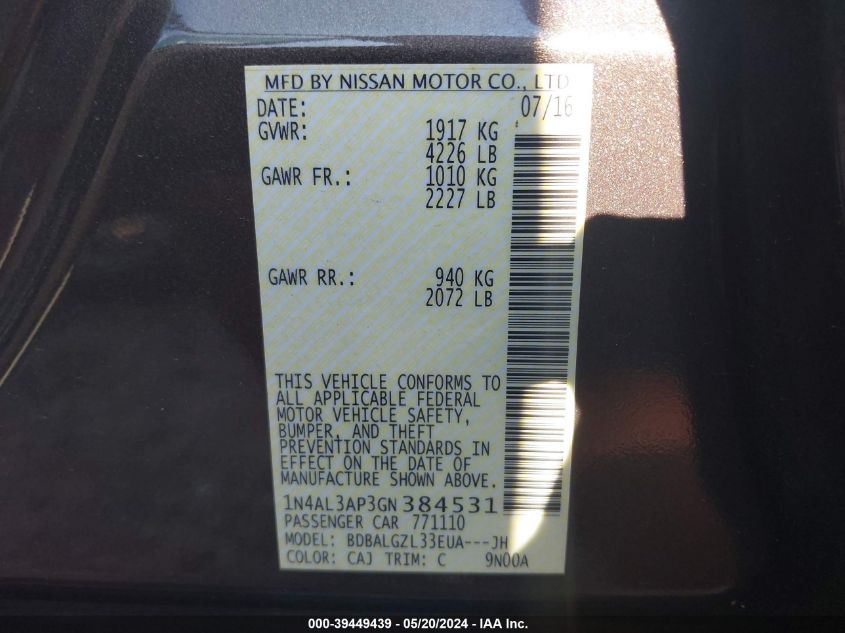 MFD BY NISSAN MOTOR CO., LTD
DATE: 07/16
GVWR: 1917 KG
4226 LB
GAWR FR.: 1010 KG
2227 LB
GAWR RR.: 940 KG
2072 LB
THIS VEHICLE CONFORMS TO
ALL APPLICABLE FEDERAL
MOTOR VEHICLE SAFETY,
BUMPER, AND THEFT
PREVENTION STANDARDS IN
EFFECT ON THE DATE OF
MANUFACTURE SHOWN ABOVE.
1N4AL3AP3GN384531
PASSENGER CAR 771110
MODEL: BDBALGZL33EUA---JH
COLOR: CAJ TRIM: C 9N00A
000-39449439 - 05/20/2024 - IAA Inc.